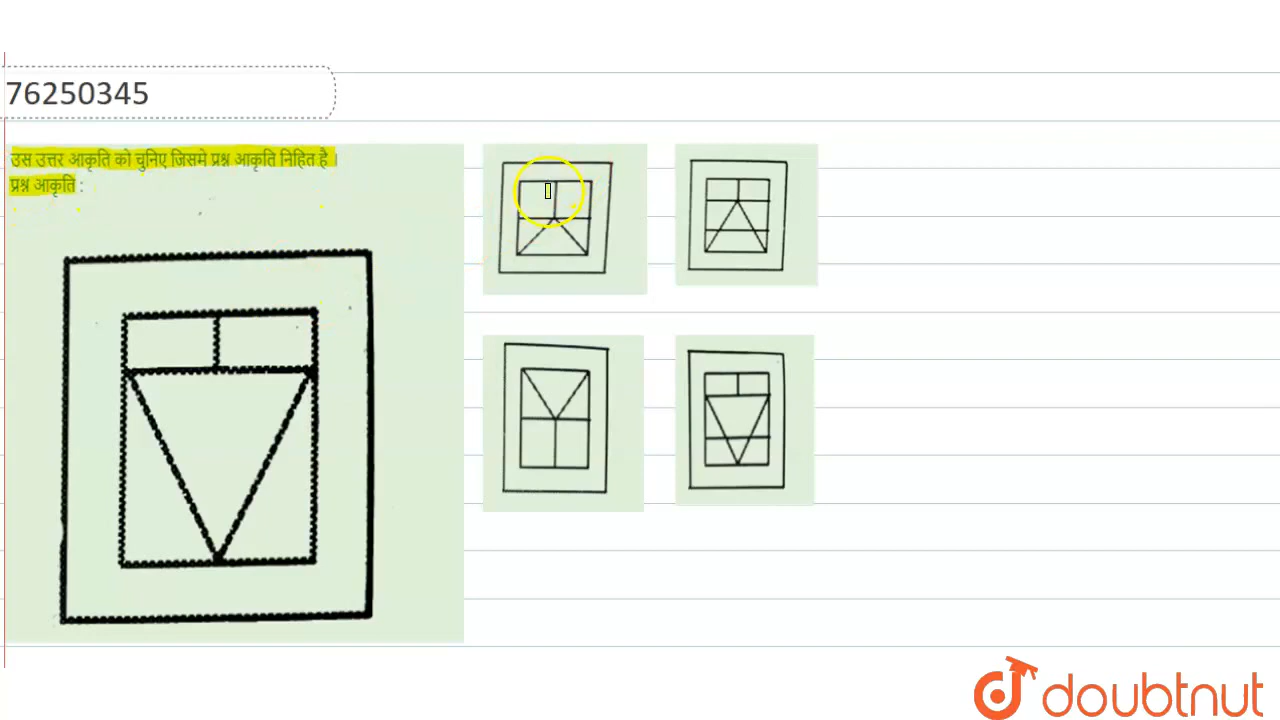 76250345
उस उत्तर आकृति को चुनिए जिसमे प्रश्न आकृति निहित है ।
प्रश्न आकृति :
doubtnut